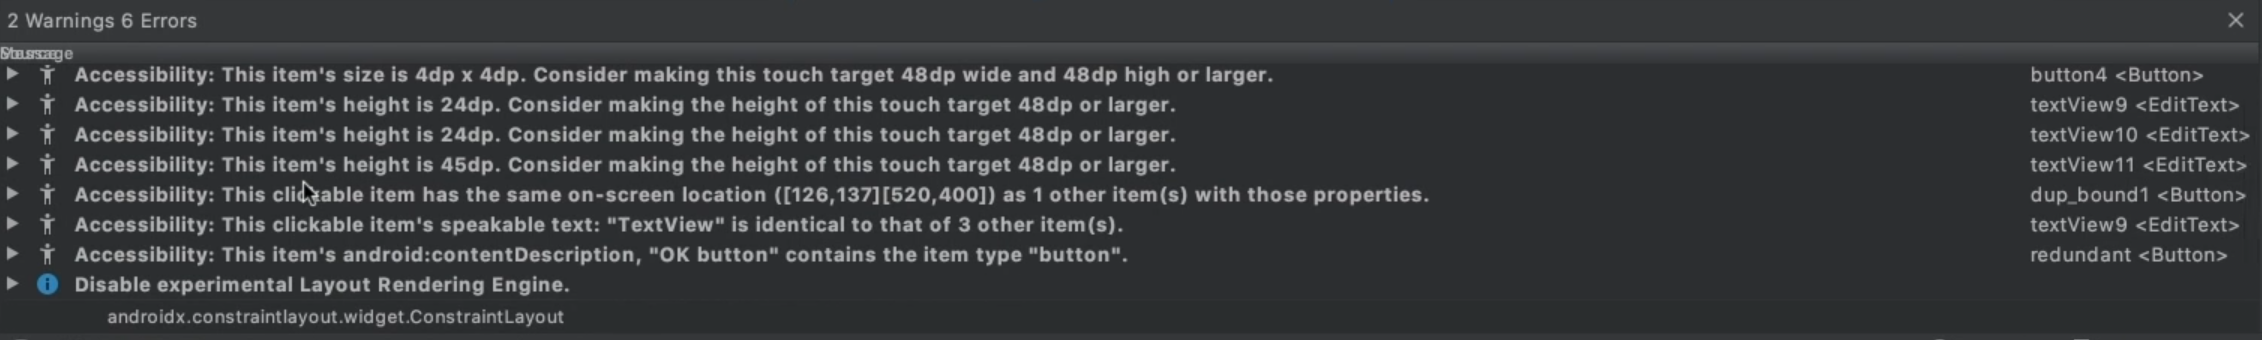 2 Warnings 6 Errors
Message
Accessibility: This item's size is 4dp x 4dp. Consider making this touch target 48dp wide and 48dp high or larger. button4 <Button>
Accessibility: This item's height is 24dp. Consider making the height of this touch target 48dp or larger. textView9 <EditText>
Accessibility: This item's height is 24dp. Consider making the height of this touch target 48dp or larger. textView10 <EditText>
Accessibility: This item's height is 45dp. Consider making the height of this touch target 48dp or larger. textView11 <EditText>
Accessibility: This clickable item has the same on-screen location ([126,137][520,400]) as 1 other item(s) with those properties. dup_bound1 <Button>
Accessibility: This clickable item's speakable text: "TextView" is identical to that of 3 other item(s). textView9 <EditText>
Accessibility: This item's android:contentDescription, "OK button" contains the item type "button". redundant <Button>
Disable experimental Layout Rendering Engine.
androidx.constraintlayout.widget.ConstraintLayout